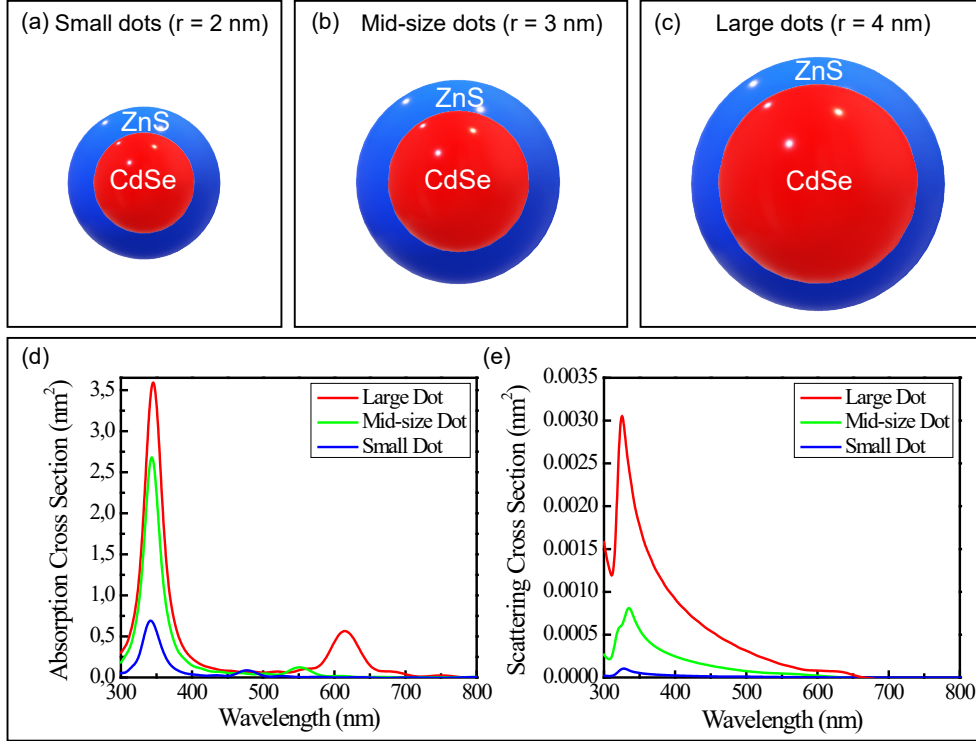 (a) Small dots (r = 2 nm)
ZnS
CdSe
(b) Mid-size dots (r = 3 nm)
ZnS
CdSe
(c) Large dots (r = 4 nm)
ZnS
CdSe
(d)
Absorption Cross Section (nm²)
3,5
3,0
2,5
2,0
1,5
1,0
0,5
0,0
300 400 500 600 700 800
Wavelength (nm)
Large Dot
Mid-size Dot
Small Dot
(e)
Scattering Cross Section (nm²)
0.0035
0.0030
0.0025
0.0020
0.0015
0.0010
0.0005
0.0000
300 400 500 600 700 800
Wavelength (nm)
Large Dot
Mid-size Dot
Small Dot